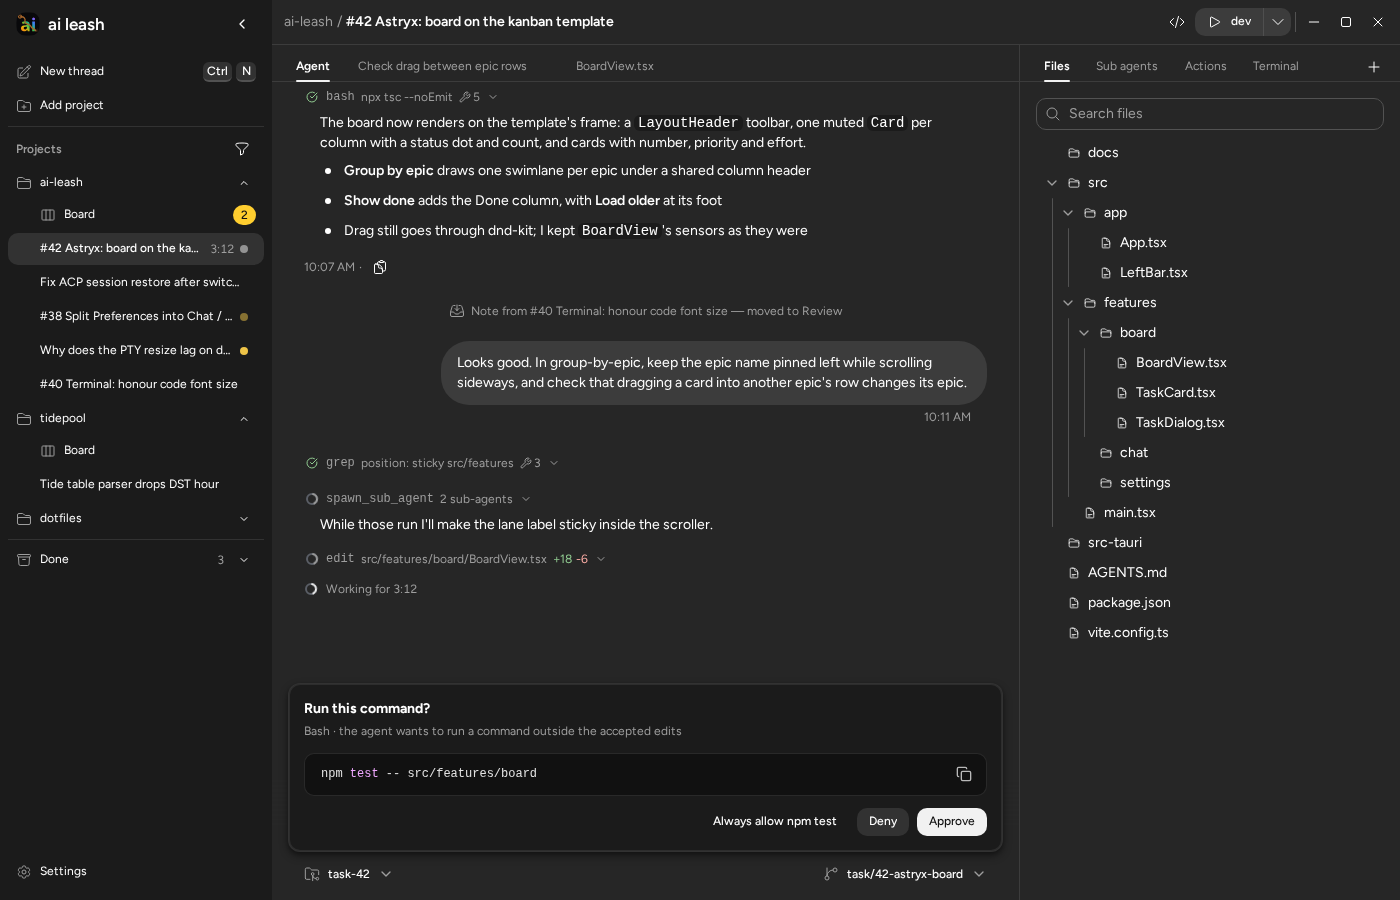 ai leash
New thread Ctrl N
Add project
Projects
ai-leash
Board 2
#42 Astryx: board on the ka... 3:12
Fix ACP session restore after switc...
#38 Split Preferences into Chat / ...
Why does the PTY resize lag on d...
#40 Terminal: honour code font size
tidepool
Board
Tide table parser drops DST hour
dotfiles
Done 3
Settings
ai-leash / #42 Astryx: board on the kanban template
dev
Agent Check drag between epic rows BoardView.tsx
bash npx tsc --noEmit 5
The board now renders on the template's frame: a LayoutHeader toolbar, one muted Card per
column with a status dot and count, and cards with number, priority and effort.
• Group by epic draws one swimlane per epic under a shared column header
• Show done adds the Done column, with Load older at its foot
• Drag still goes through dnd-kit; I kept BoardView's sensors as they were
10:07 AM ·
Note from #40 Terminal: honour code font size — moved to Review
Looks good. In group-by-epic, keep the epic name pinned left while scrolling
sideways, and check that dragging a card into another epic's row changes its epic.
10:11 AM
grep position: sticky src/features 3
spawn_sub_agent 2 sub-agents
While those run I'll make the lane label sticky inside the scroller.
edit src/features/board/BoardView.tsx +18 -6
Working for 3:12
Run this command?
Bash · the agent wants to run a command outside the accepted edits
npm test -- src/features/board
Always allow npm test Deny Approve
task-42 task/42-astryx-board
Files Sub agents Actions Terminal
Search files
docs
src
app
App.tsx
LeftBar.tsx
features
board
BoardView.tsx
TaskCard.tsx
TaskDialog.tsx
chat
settings
main.tsx
src-tauri
AGENTS.md
package.json
vite.config.ts